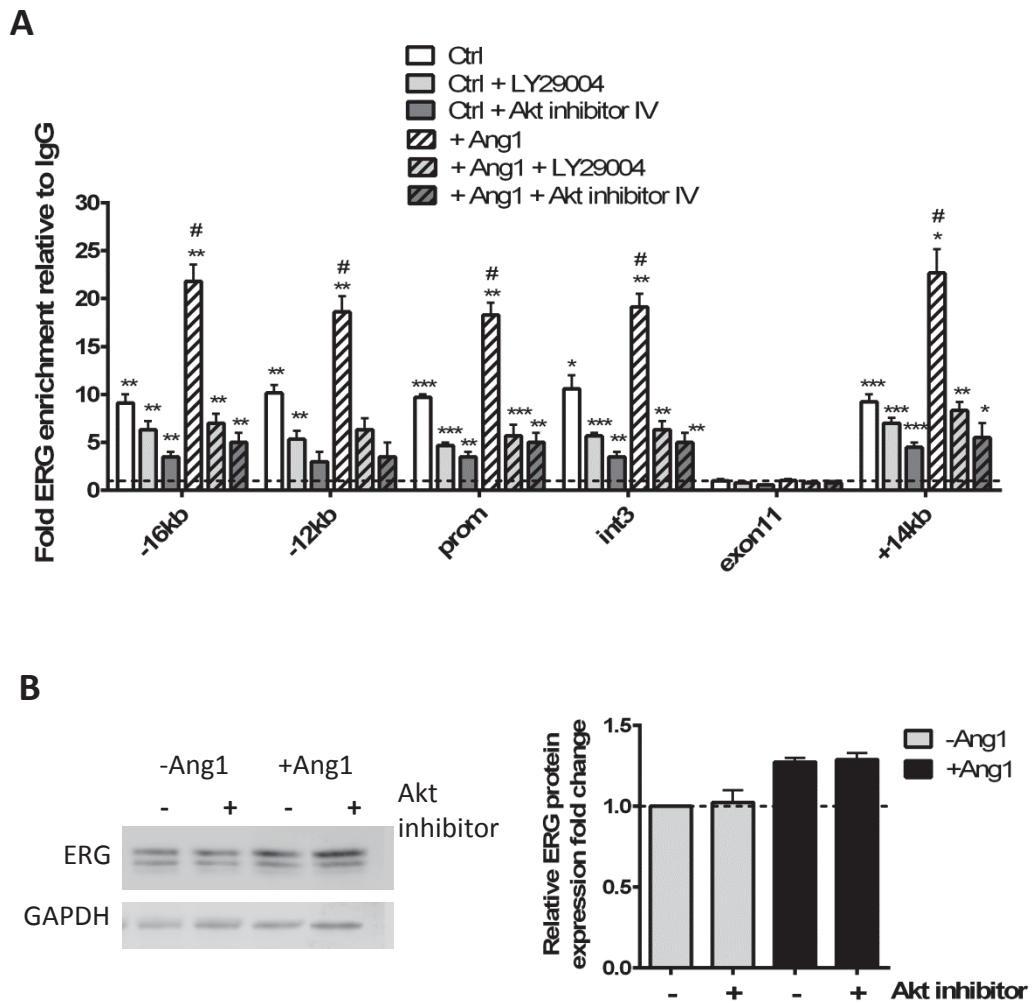 A
Ctrl
Ctrl + LY29004
Ctrl + Akt inhibitor IV
+ Ang1
+ Ang1 + LY29004
+ Ang1 + Akt inhibitor IV
Fold ERG enrichment relative to IgG
30
25
20
15
10
5
0
** ** ** ** # ** **
** ** ** #
*** *** ** ** # *** **
* *** ** ** # ** **
*** *** *** * # ** *
-16kb -12kb prom int3 exon11 +14kb
B
-Ang1 +Ang1
- + - + Akt
inhibitor
ERG
GAPDH
Relative ERG protein
expression fold change
1.5
1.0
0.5
0.0
-Ang1
+Ang1
- + - + Akt inhibitor